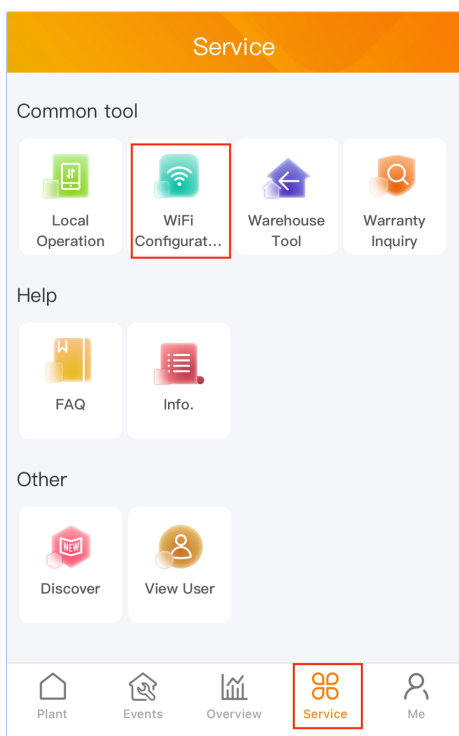 Service
Common tool
Local
Operation
WiFi
Configurat...
Warehouse
Tool
Warranty
Inquiry
Help
FAQ
Info.
Other
NEW
Discover
View User
Plant
Events
Overview
Service
Me